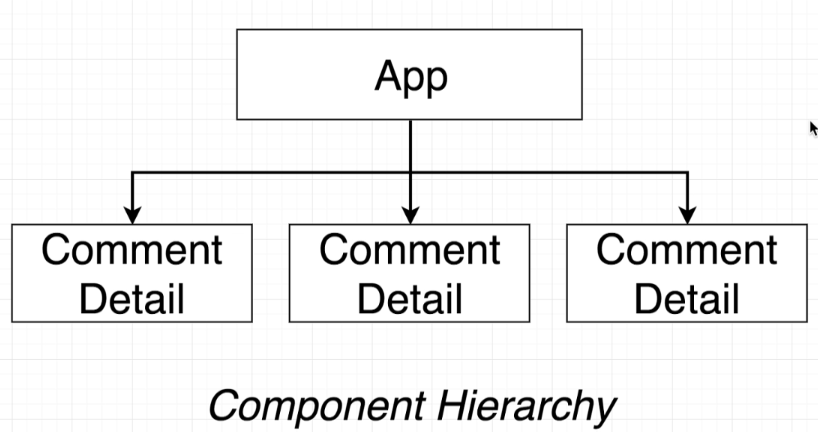 App
Comment
Detail
Comment
Detail
Comment
Detail
Component Hierarchy